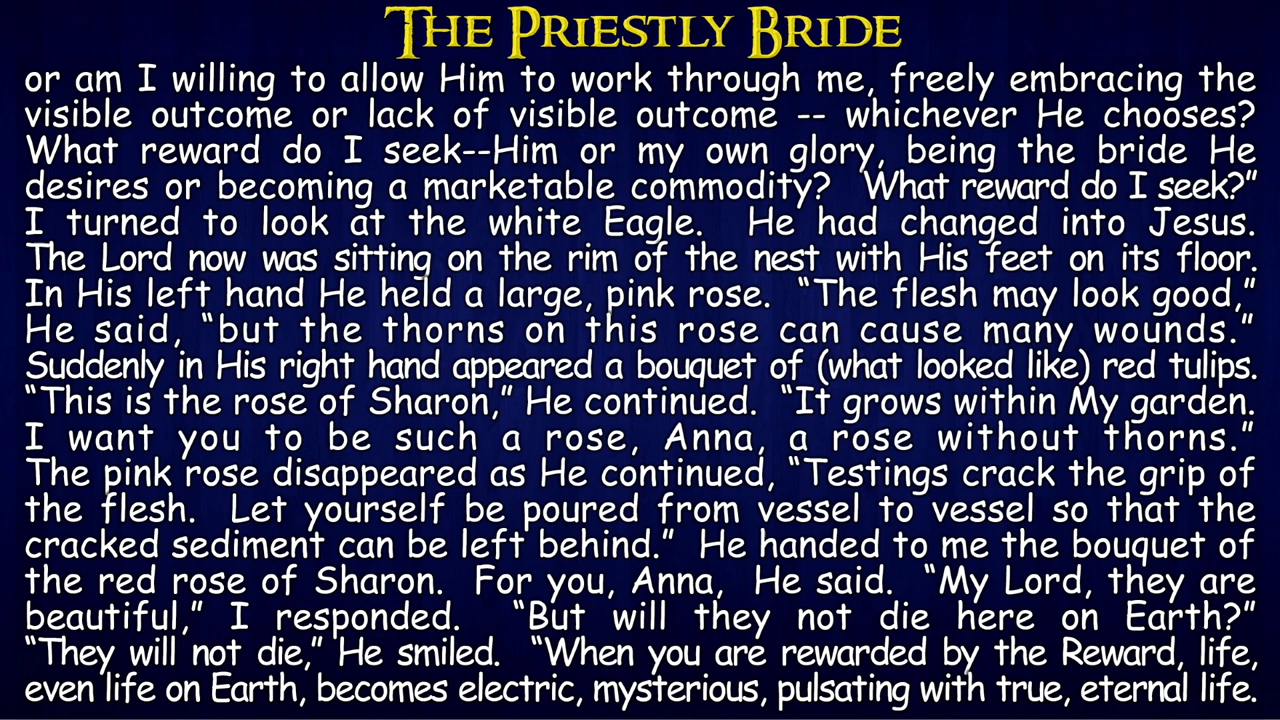 The Priestly Bride
or am I willing to allow Him to work through me, freely embracing the
visible outcome or lack of visible outcome -- whichever He chooses?
What reward do I seek--Him or my own glory, being the bride He
desires or becoming a marketable commodity?  What reward do I seek?”
I turned to look at the white Eagle.  He had changed into Jesus.
The Lord now was sitting on the rim of the nest with His feet on its floor.
In His left hand He held a large, pink rose.  “The flesh may look good,”
He said, “but the thorns on this rose can cause many wounds.”
Suddenly in His right hand appeared a bouquet of (what looked like) red tulips.
“This is the rose of Sharon,” He continued.  “It grows within My garden.
I want you to be such a rose, Anna, a rose without thorns.”
The pink rose disappeared as He continued, “Testings crack the grip of
the flesh.  Let yourself be poured from vessel to vessel so that the
cracked sediment can be left behind.”  He handed to me the bouquet of
the red rose of Sharon.  For you, Anna,  He said.  “My Lord, they are
beautiful,” I responded.  “But will they not die here on Earth?”
“They will not die,” He smiled.  “When you are rewarded by the Reward, life,
even life on Earth, becomes electric, mysterious, pulsating with true, eternal life.